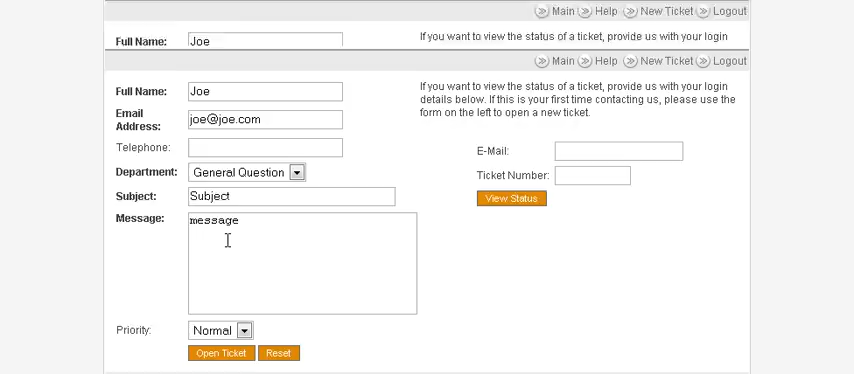 Main Help New Ticket Logout
Full Name: Joe
If you want to view the status of a ticket, provide us with your login
Main Help New Ticket Logout
Full Name: Joe
Email Address: joe@joe.com
Telephone:
Department: General Question
Subject: Subject
Message: message
Priority: Normal
Open Ticket Reset
If you want to view the status of a ticket, provide us with your login
details below. If this is your first time contacting us, please use the
form on the left to open a new ticket.
E-Mail:
Ticket Number:
View Status